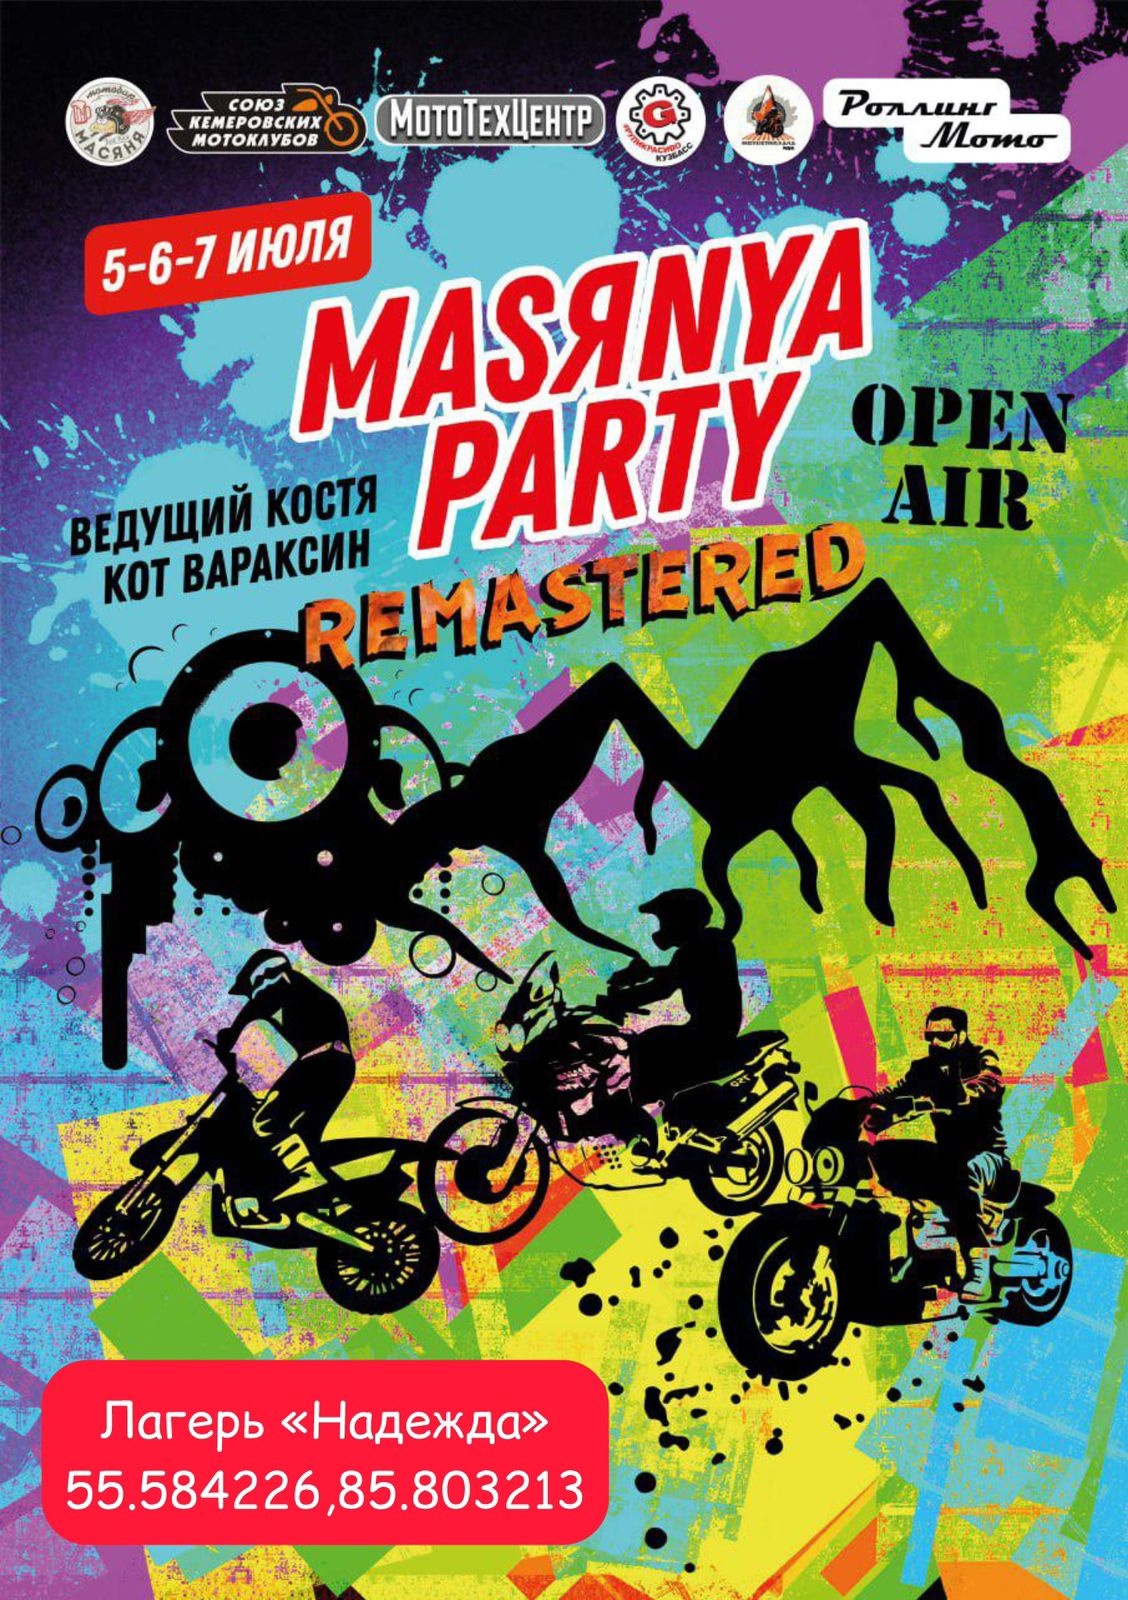 мотобат
МАСЯНЯ
СОЮЗ
КЕМЕРОВСКИХ
МОТОКЛУБОВ
МотоТехЦентр
G
КУЗБАСС
Роллинг
Мото
5-6-7 ИЮЛЯ
MASЯNYA
PARTY
OPEN
AIR
ВЕДУЩИЙ КОСТЯ
КОТ ВАРАКСИН
REMASTERED
Лагерь «Надежда»
55.584226,85.803213